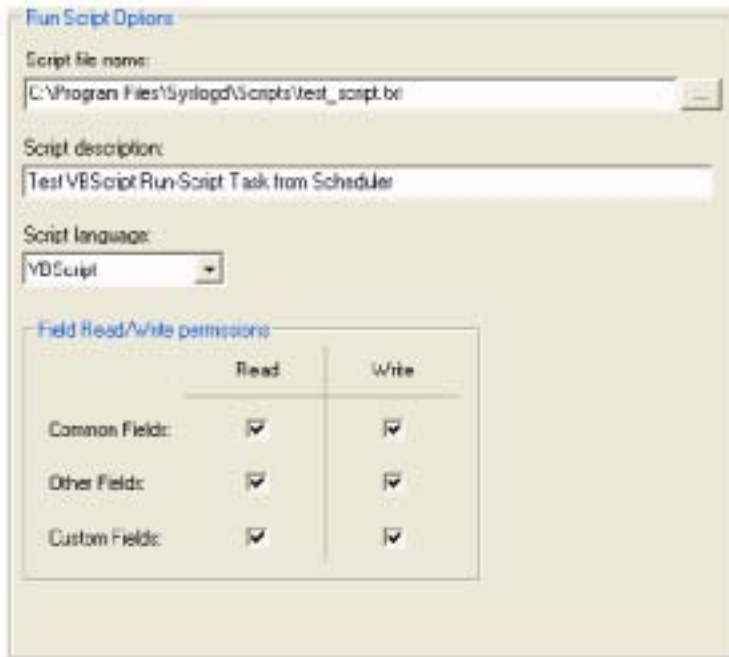 Run Script Options
Script file name:
C:\Program Files\Syslogd\Scripts\test_script.txt
...
Script description:
Test VBScript Run-Script Task from Scheduler
Script language:
VBScript
Field Read/Write permissions
Read Write
Common Fields:
Other Fields:
Custom Fields: